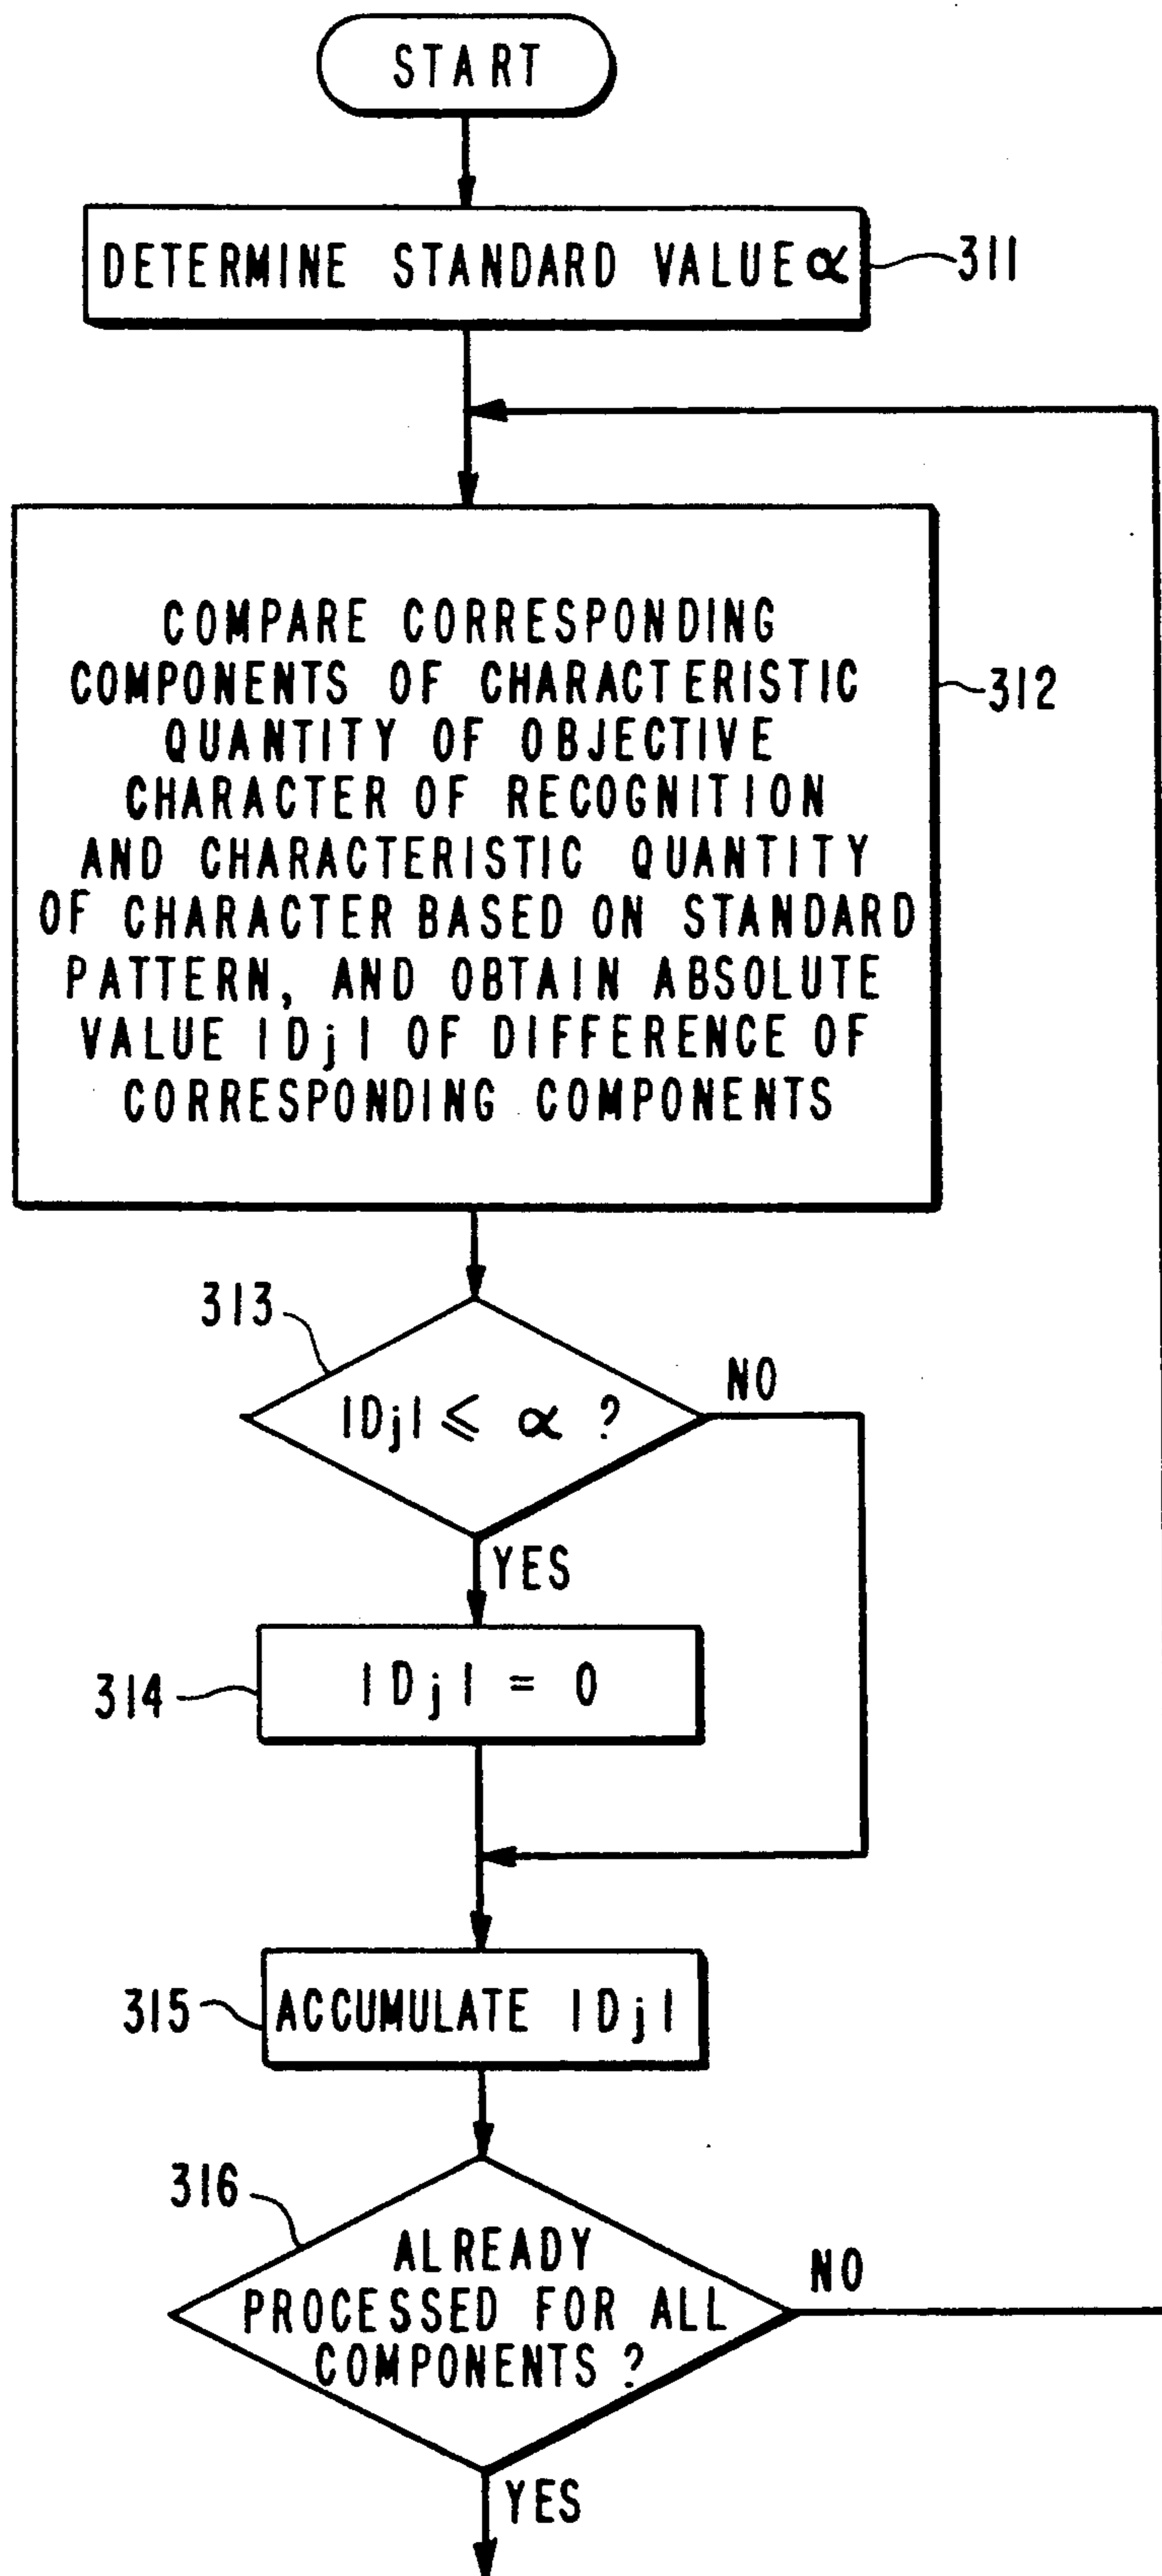 START
DETERMINE STANDARD VALUE α
311
COMPARE CORRESPONDING
COMPONENTS OF CHARACTERISTIC
QUANTITY OF OBJECTIVE
CHARACTER OF RECOGNITION
AND CHARACTERISTIC QUANTITY
OF CHARACTER BASED ON STANDARD
PATTERN, AND OBTAIN ABSOLUTE
VALUE |Dj| OF DIFFERENCE OF
CORRESPONDING COMPONENTS
312
313
|Dj| ≤ α ?
NO
YES
314
|Dj| = 0
315
ACCUMULATE |Dj|
316
ALREADY
PROCESSED FOR ALL
COMPONENTS ?
NO
YES